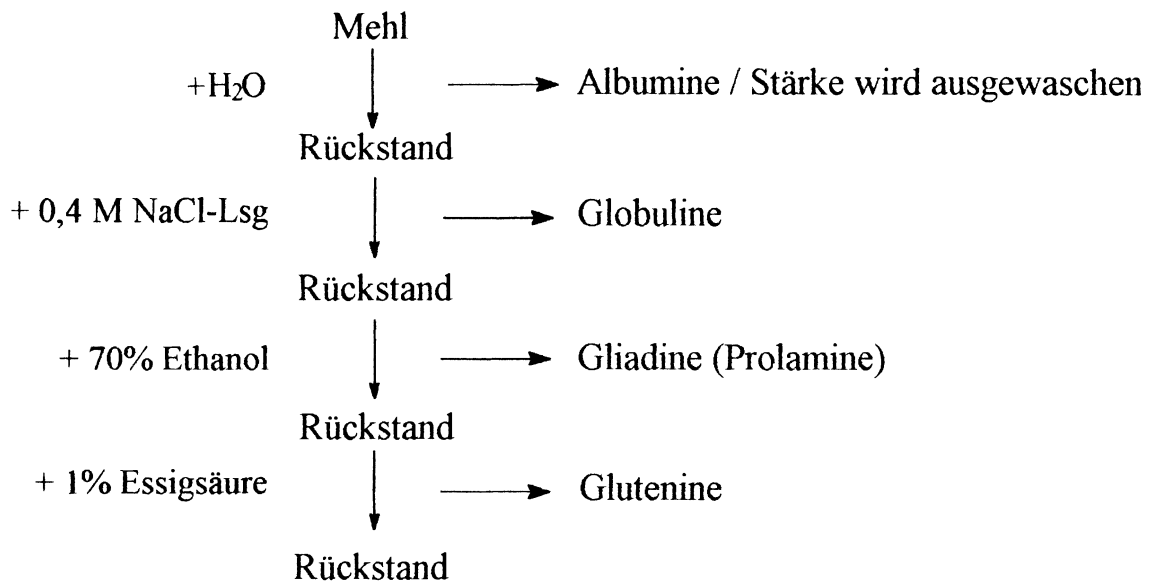 Mehl
+H₂O Albumine / Stärke wird ausgewaschen
Rückstand
+ 0,4 M NaCl-Lsg Globuline
Rückstand
+ 70% Ethanol Gliadine (Prolamine)
Rückstand
+ 1% Essigsäure Glutenine
Rückstand